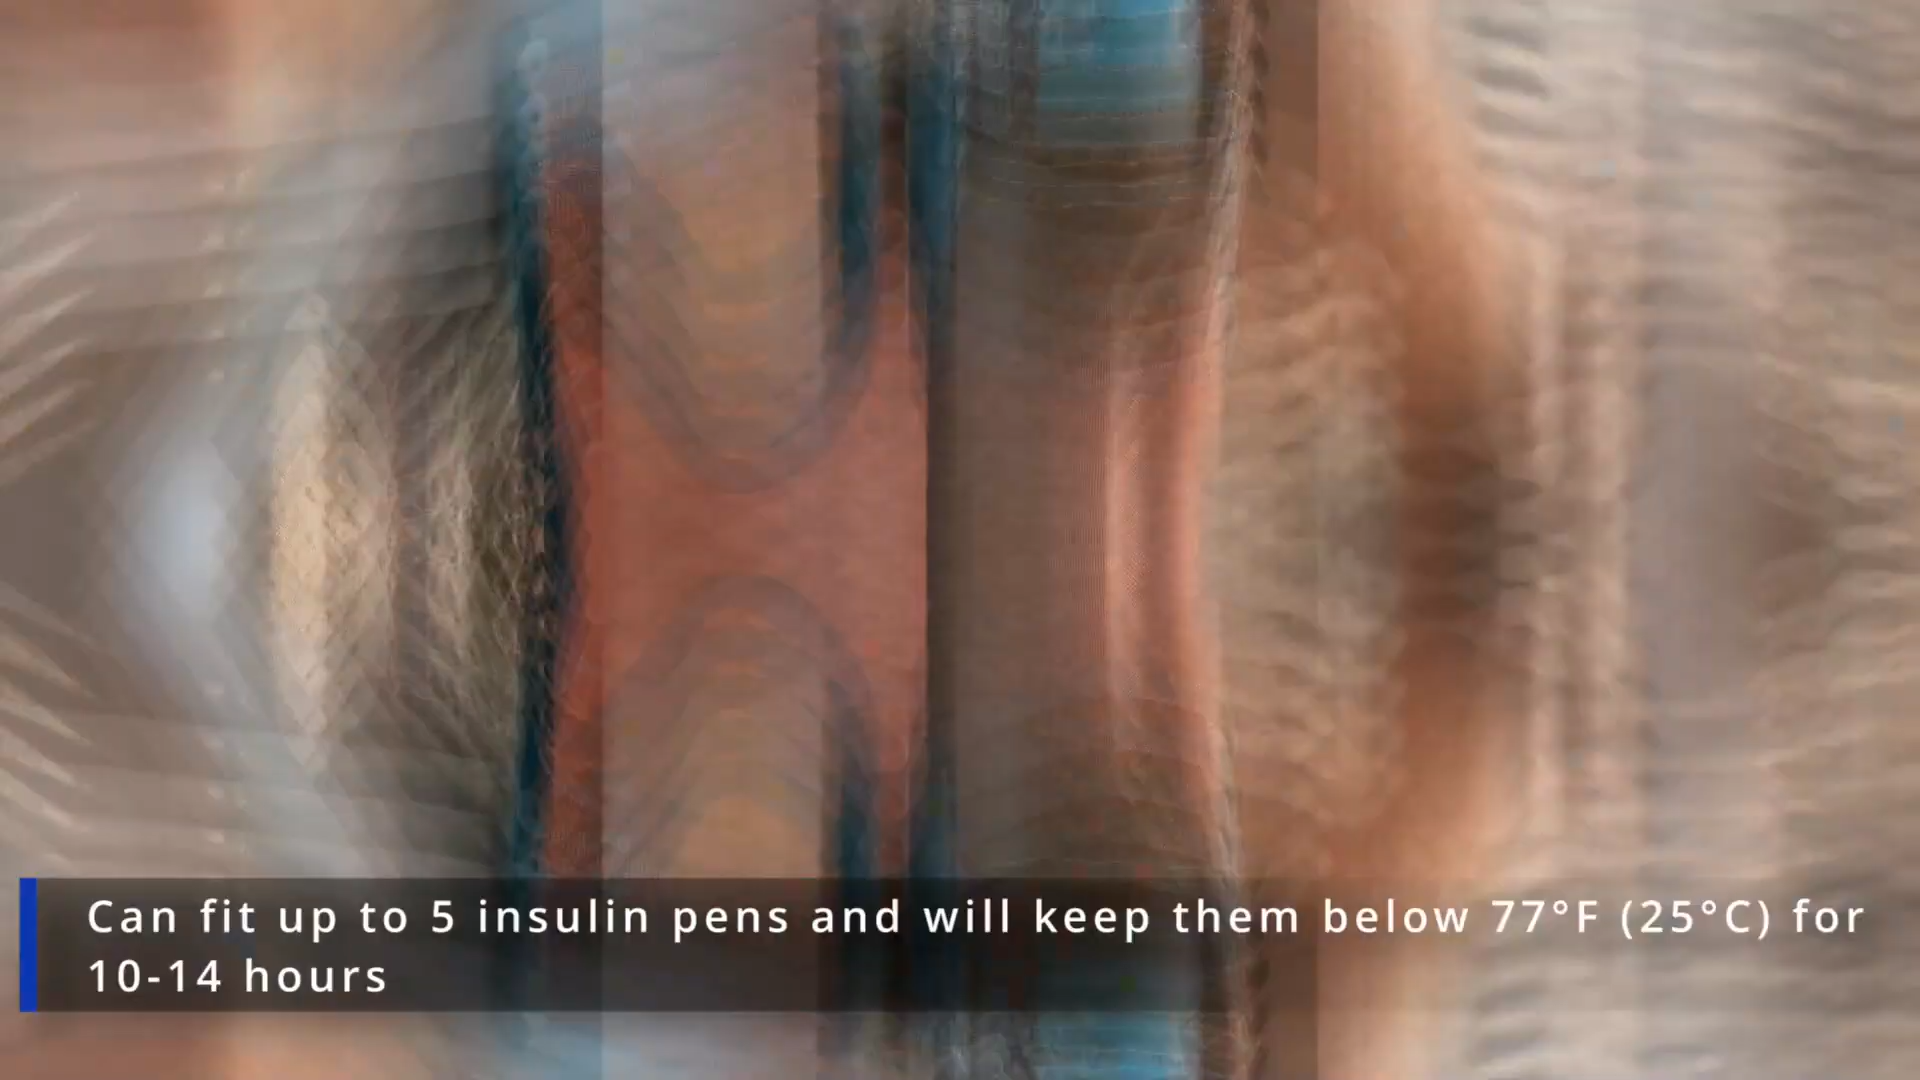 Can fit up to 5 insulin pens and will keep them below 77°F (25°C) for
10-14 hours